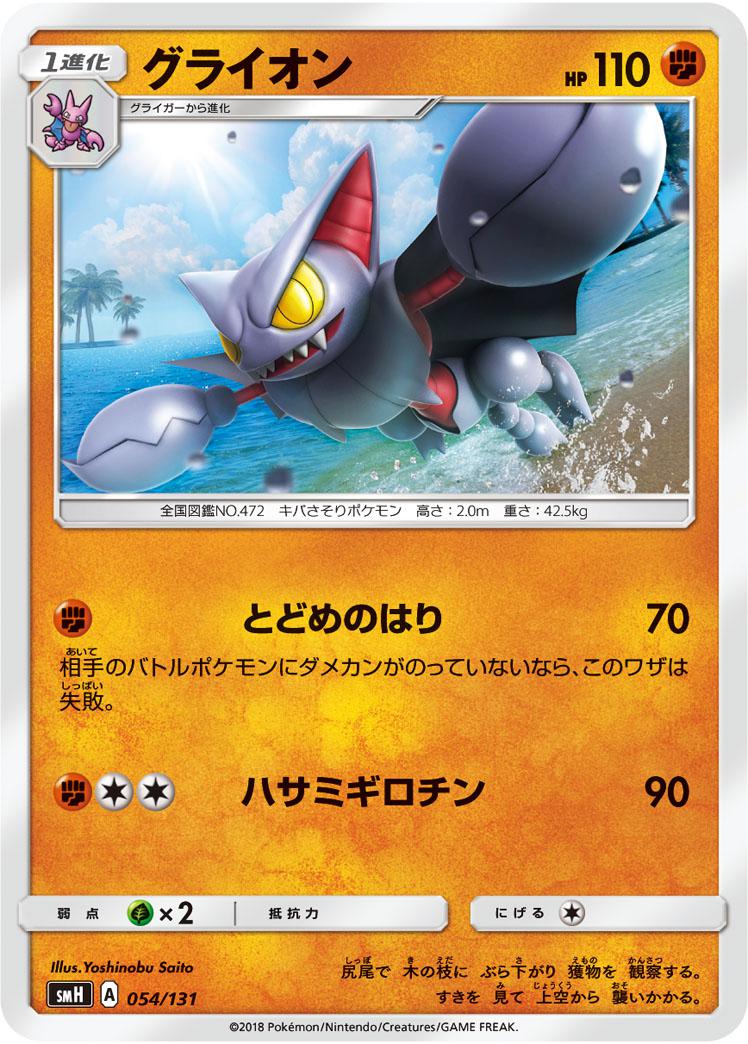 1進化
グライオン
HP 110
グライガーから進化
全国図鑑NO.472 キバさそりポケモン 高さ：2.0m 重さ：42.5kg
とどめのはり 70
相手のバトルポケモンにダメカンがのっていないなら、このワザは
失敗。
ハサミギロチン 90
弱点 ×2 抵抗力 にげる
Illus.Yoshinobu Saito
尻尾で 木の枝に ぶら下がり 獲物を 観察する。
すきを 見て 上空から 襲いかかる。
SMH A 054/131
©2018 Pokémon/Nintendo/Creatures/GAME FREAK.